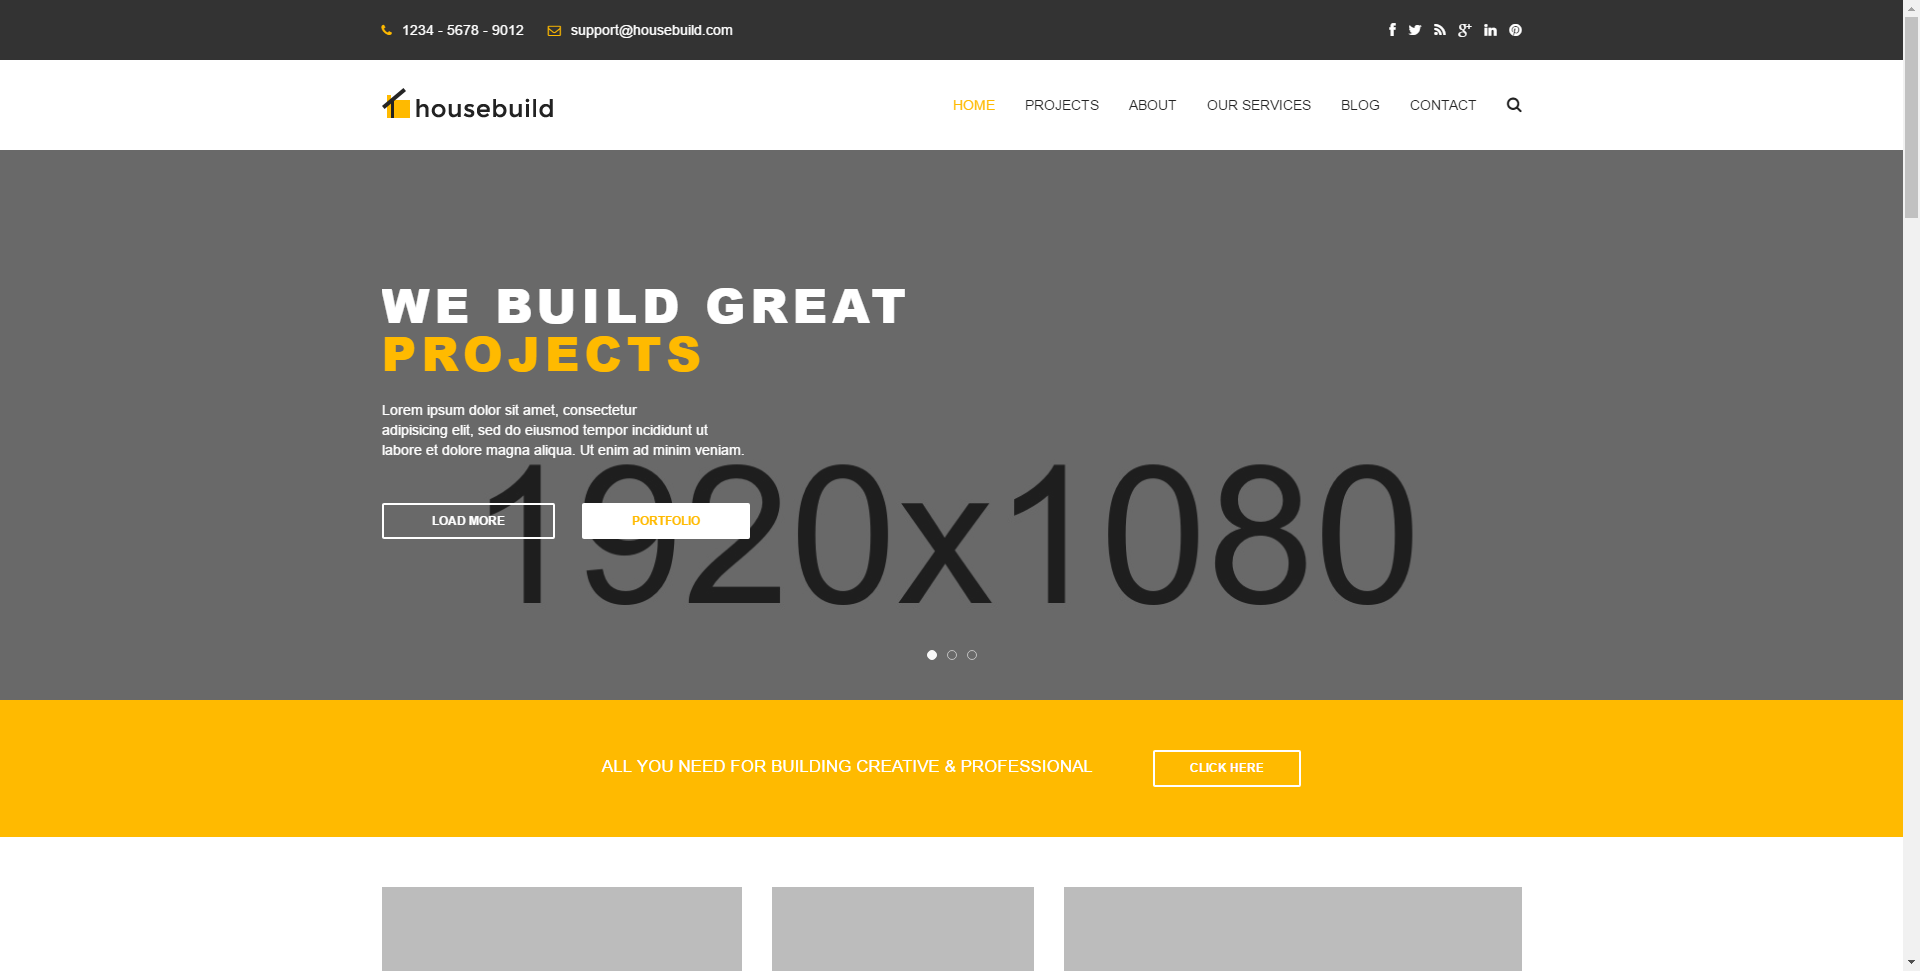 1234 - 5678 - 9012
support@housebuild.com
housebuild
HOME
PROJECTS
ABOUT
OUR SERVICES
BLOG
CONTACT
WE BUILD GREAT
PROJECTS
Lorem ipsum dolor sit amet, consectetur
adipisicing elit, sed do eiusmod tempor incididunt ut
labore et dolore magna aliqua. Ut enim ad minim veniam.
LOAD MORE
PORTFOLIO
1920x1080
ALL YOU NEED FOR BUILDING CREATIVE & PROFESSIONAL
CLICK HERE